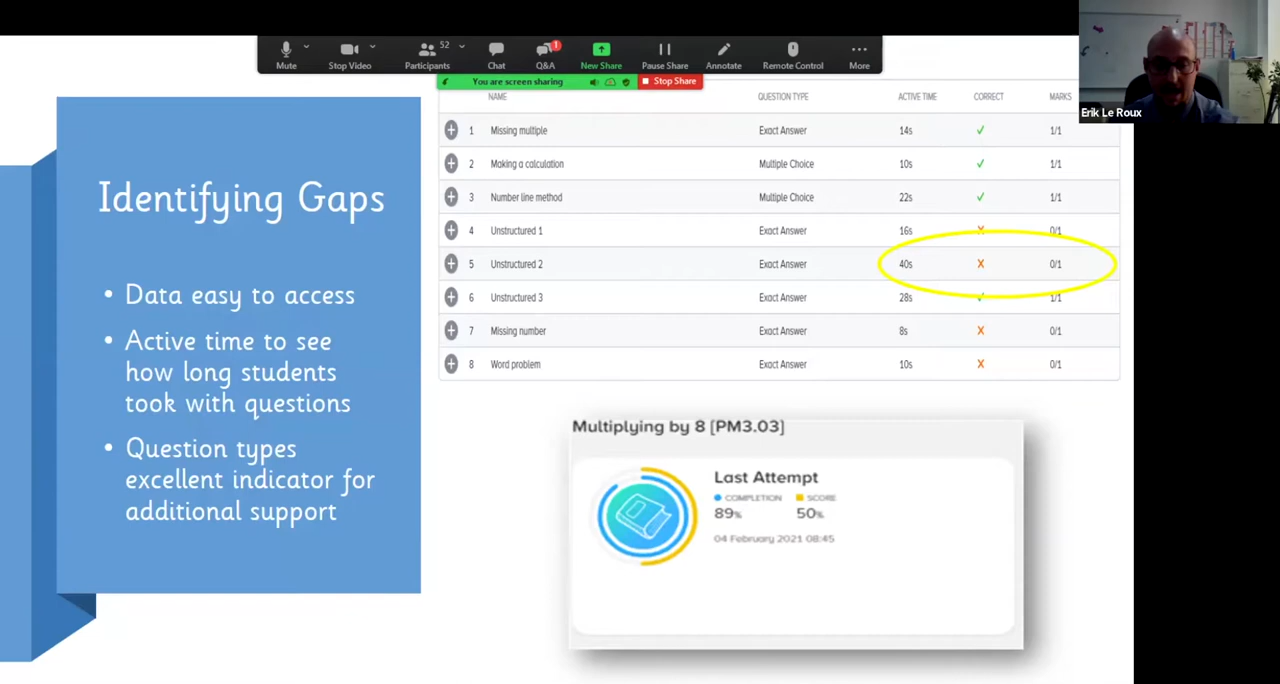 52
1
Mute
Stop Video
Participants
Chat
Q&A
New Share
Pause Share
Annotate
Remote Control
More
You are screen sharing
Stop Share
Erik Le Roux
Identifying Gaps
• Data easy to access
• Active time to see
how long students
took with questions
• Question types
excellent indicator for
additional support
NAME QUESTION TYPE ACTIVE TIME CORRECT MARKS
1 Missing multiple Exact Answer 14s ✓ 1/1
2 Making a calculation Multiple Choice 10s ✓ 1/1
3 Number line method Multiple Choice 22s ✓ 1/1
4 Unstructured 1 Exact Answer 16s X 0/1
5 Unstructured 2 Exact Answer 40s X 0/1
6 Unstructured 3 Exact Answer 28s ✓ 1/1
7 Missing number Exact Answer 8s X 0/1
8 Word problem Exact Answer 10s X 0/1
Multiplying by 8 [PM3.03]
Last Attempt
COMPLETION SCORE
89% 50%
04 February 2021 08:45